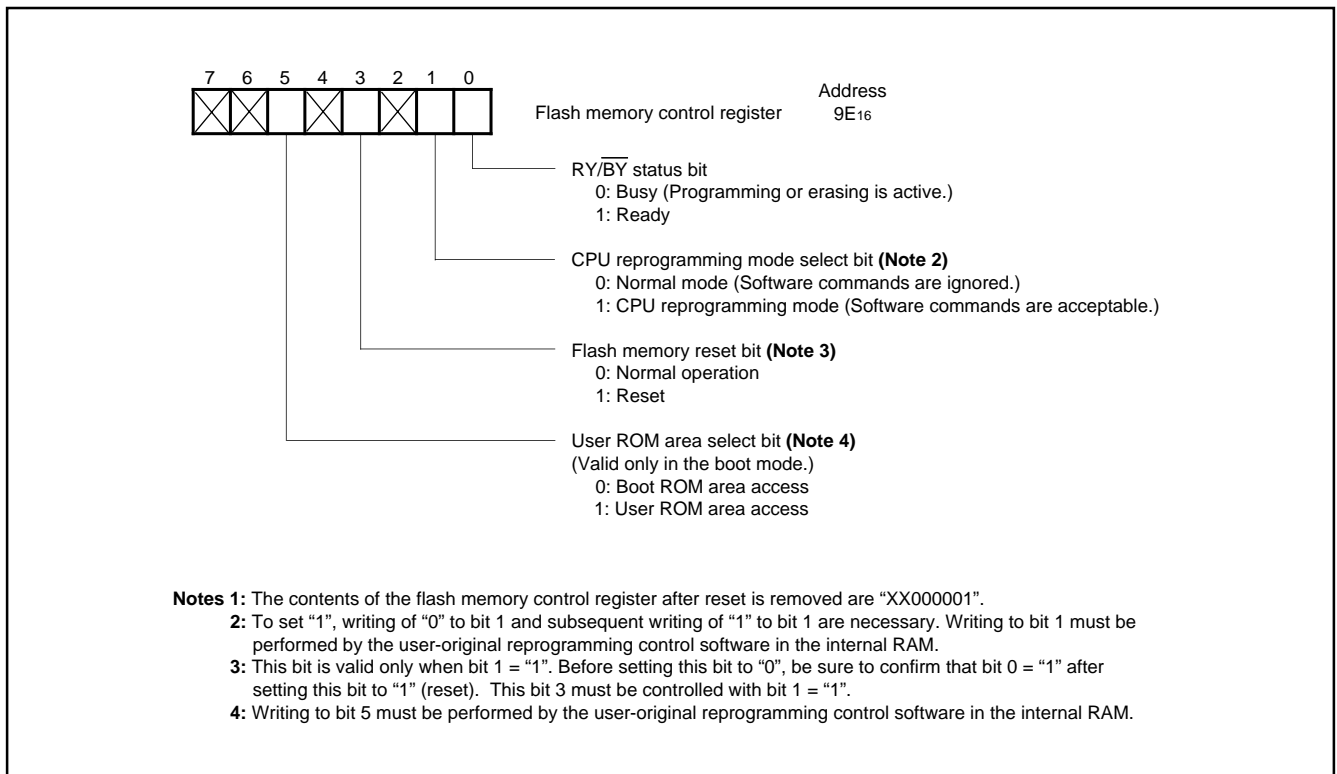 7 6 5 4 3 2 1 0
Address
Flash memory control register 9E16
RY/BY status bit
0: Busy (Programming or erasing is active.)
1: Ready
CPU reprogramming mode select bit (Note 2)
0: Normal mode (Software commands are ignored.)
1: CPU reprogramming mode (Software commands are acceptable.)
Flash memory reset bit (Note 3)
0: Normal operation
1: Reset
User ROM area select bit (Note 4)
(Valid only in the boot mode.)
0: Boot ROM area access
1: User ROM area access
Notes 1: The contents of the flash memory control register after reset is removed are “XX000001”.
2: To set “1”, writing of “0” to bit 1 and subsequent writing of “1” to bit 1 are necessary. Writing to bit 1 must be
performed by the user-original reprogramming control software in the internal RAM.
3: This bit is valid only when bit 1 = “1”. Before setting this bit to “0”, be sure to confirm that bit 0 = “1” after
setting this bit to “1” (reset). This bit 3 must be controlled with bit 1 = “1”.
4: Writing to bit 5 must be performed by the user-original reprogramming control software in the internal RAM.